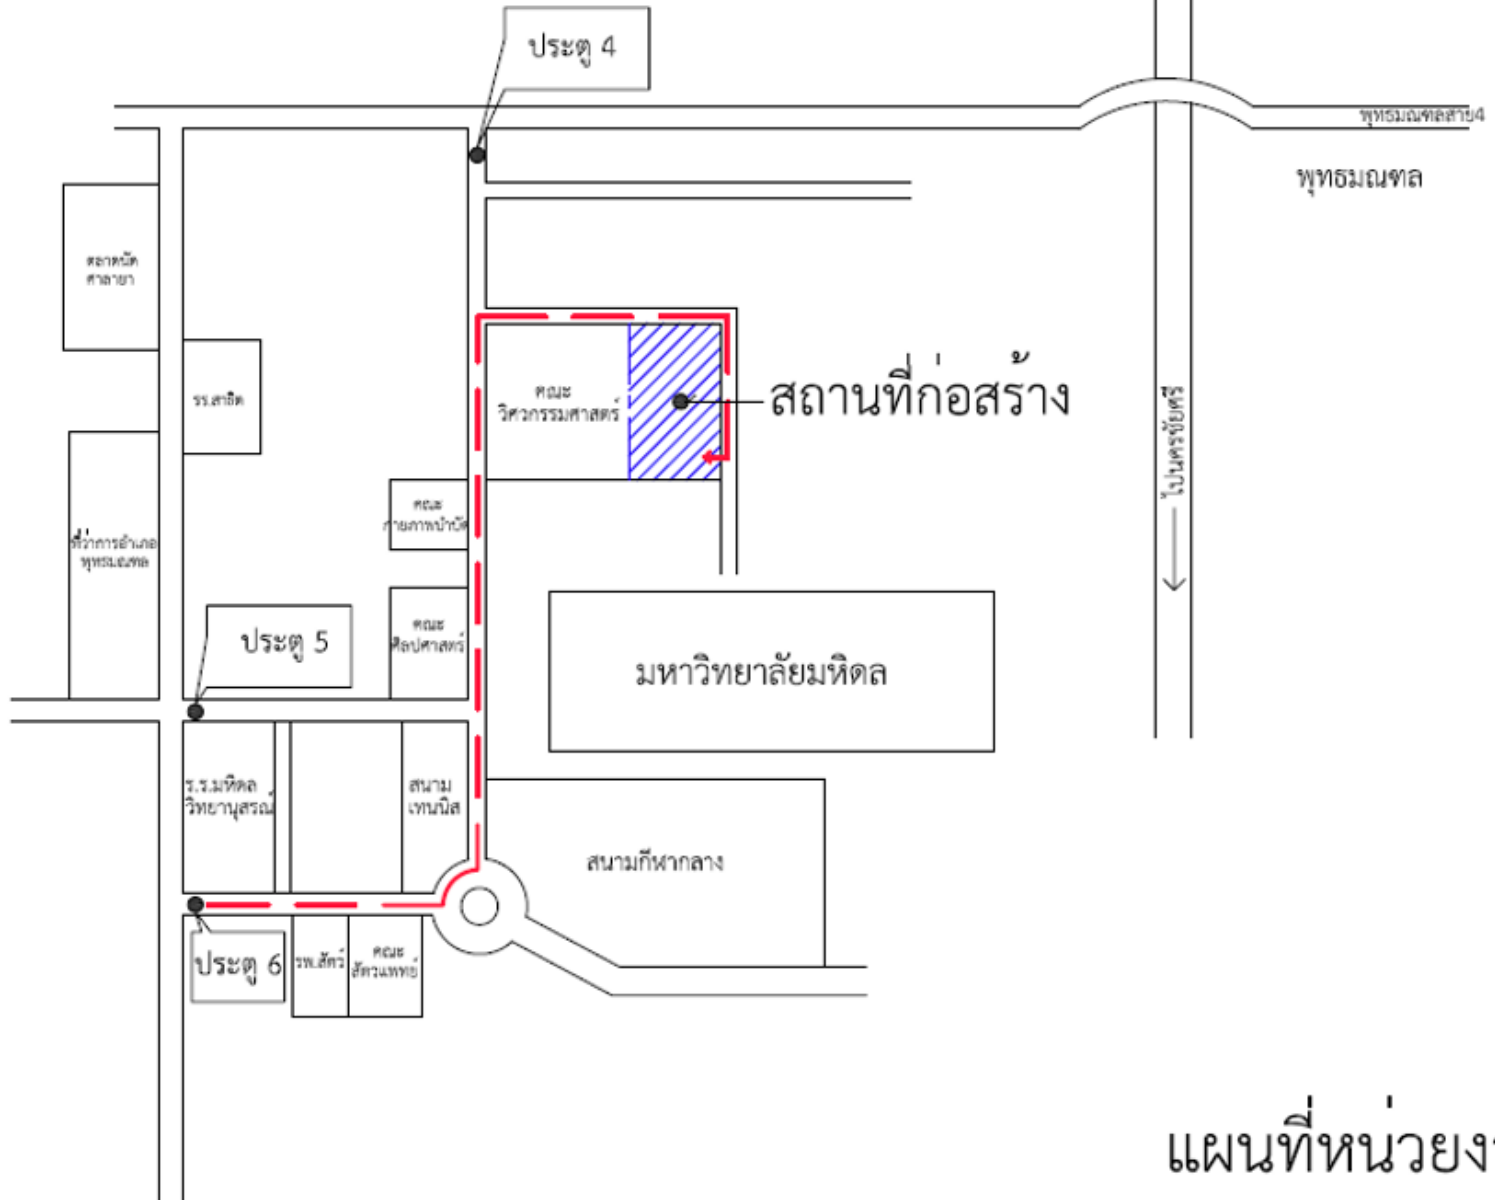 ประตู 4
พุทธมณฑลสาย4
พุทธมณฑล
ตลาดนัด
ศาลายา
รร.สาธิต
คณะ
วิศวกรรมศาสตร์
สถานที่ก่อสร้าง
ไปนครชัยศรี
คณะ
กายภาพบำบัด
ที่ว่าการอำเภอ
พุทธมณฑล
คณะ
ศิลปศาสตร์
ประตู 5
มหาวิทยาลัยมหิดล
ร.ร.มหิดล
วิทยานุสรณ์
สนาม
เทนนิส
สนามกีฬากลาง
ประตู 6
รพ.สัตว์
คณะ
สัตวแพทย์
แผนที่หน่วยง